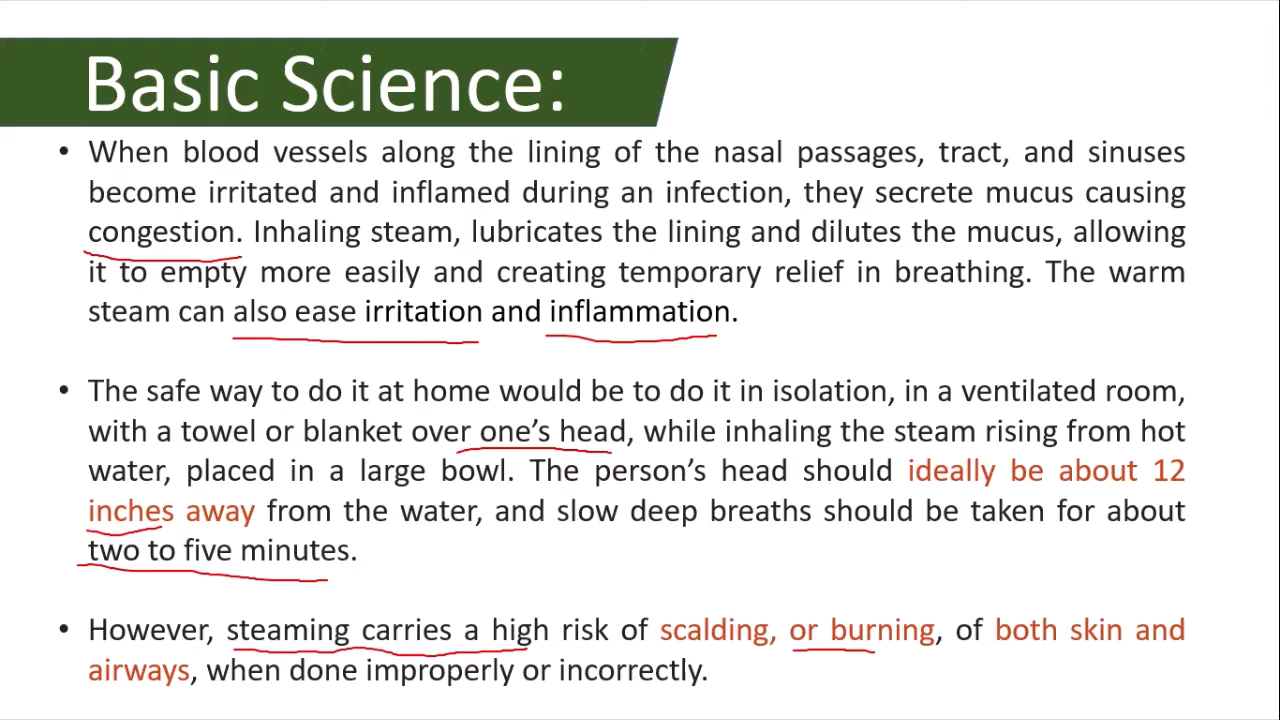 Basic Science:
• When blood vessels along the lining of the nasal passages, tract, and sinuses
become irritated and inflamed during an infection, they secrete mucus causing
congestion. Inhaling steam, lubricates the lining and dilutes the mucus, allowing
it to empty more easily and creating temporary relief in breathing. The warm
steam can also ease irritation and inflammation.
• The safe way to do it at home would be to do it in isolation, in a ventilated room,
with a towel or blanket over one’s head, while inhaling the steam rising from hot
water, placed in a large bowl. The person’s head should ideally be about 12
inches away from the water, and slow deep breaths should be taken for about
two to five minutes.
• However, steaming carries a high risk of scalding, or burning, of both skin and
airways, when done improperly or incorrectly.